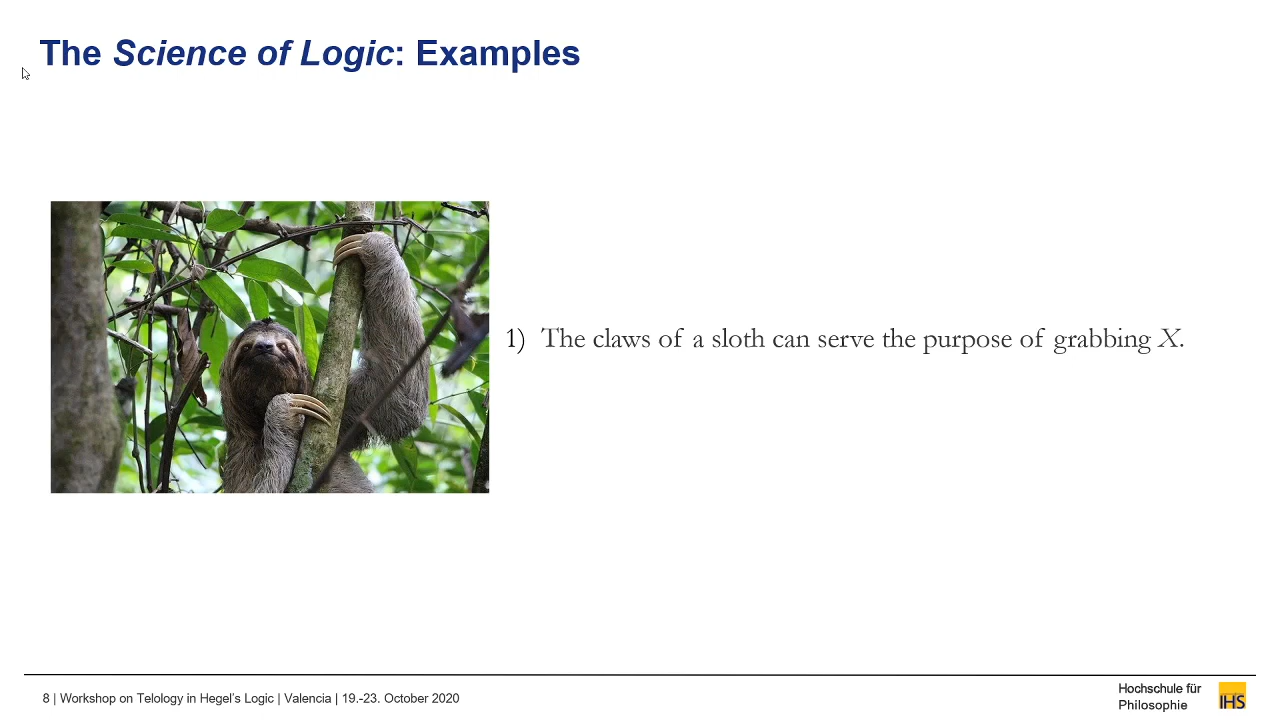 The Science of Logic: Examples
1) The claws of a sloth can serve the purpose of grabbing X.
8 | Workshop on Telology in Hegel's Logic | Valencia | 19.-23. October 2020
Hochschule für
Philosophie
IHS